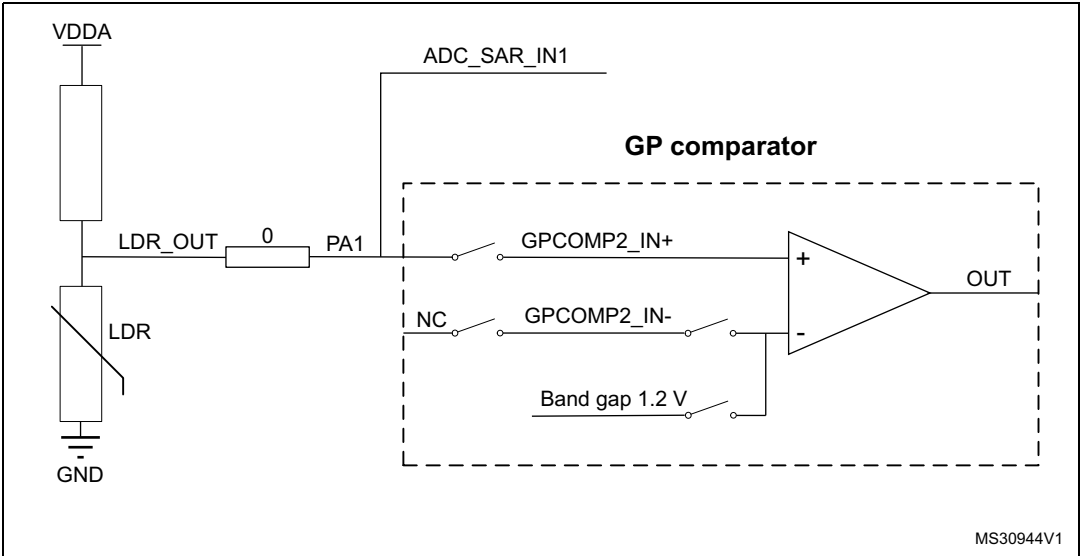 VDDA
ADC_SAR_IN1
GP comparator
LDR_OUT
0
PA1
GPCOMP2_IN+
+
OUT
LDR
NC
GPCOMP2_IN-
-
Band gap 1.2 V
GND
MS30944V1